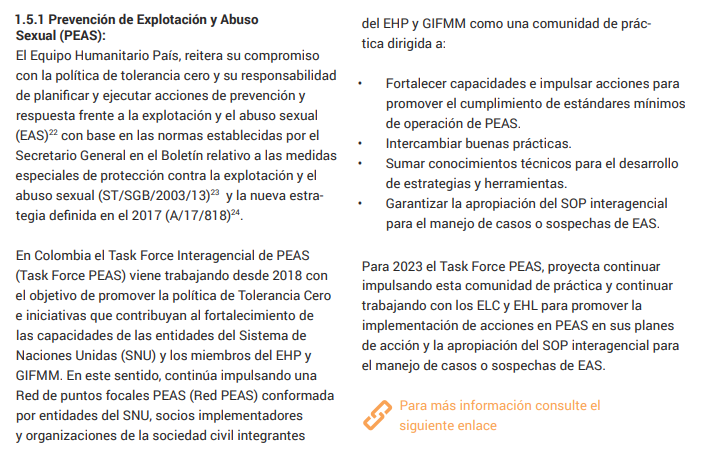 1.5.1 Prevención de Explotación y Abuso
Sexual (PEAS):
El Equipo Humanitario País, reitera su compromiso
con la política de tolerancia cero y su responsabilidad
de planificar y ejecutar acciones de prevención y
respuesta frente a la explotación y el abuso sexual
(EAS)22 con base en las normas establecidas por el
Secretario General en el Boletín relativo a las medidas
especiales de protección contra la explotación y el
abuso sexual (ST/SGB/2003/13)23 y la nueva estra-
tegia definida en el 2017 (A/17/818)24.
En Colombia el Task Force Interagencial de PEAS
(Task Force PEAS) viene trabajando desde 2018 con
el objetivo de promover la política de Tolerancia Cero
e iniciativas que contribuyan al fortalecimiento de
las capacidades de las entidades del Sistema de
Naciones Unidas (SNU) y los miembros del EHP y
GIFMM. En este sentido, continúa impulsando una
Red de puntos focales PEAS (Red PEAS) conformada
por entidades del SNU, socios implementadores
y organizaciones de la sociedad civil integrantes
del EHP y GIFMM como una comunidad de prác-
tica dirigida a:
• Fortalecer capacidades e impulsar acciones para
promover el cumplimiento de estándares mínimos
de operación de PEAS.
• Intercambiar buenas prácticas.
• Sumar conocimientos técnicos para el desarrollo
de estrategias y herramientas.
• Garantizar la apropiación del SOP interagencial
para el manejo de casos o sospechas de EAS.
Para 2023 el Task Force PEAS, proyecta continuar
impulsando esta comunidad de práctica y continuar
trabajando con los ELC y EHL para promover la
implementación de acciones en PEAS en sus planes
de acción y la apropiación del SOP interagencial para
el manejo de casos o sospechas de EAS.
Para más información consulte el
siguiente enlace